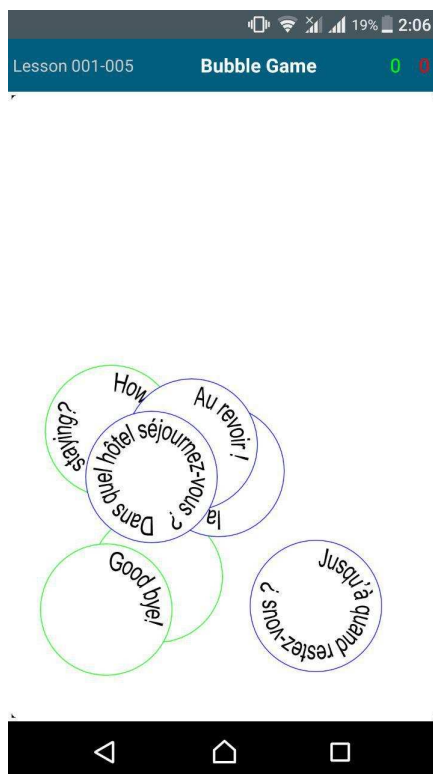 19% 2:06
Lesson 001-005 Bubble Game 0 0
How
staying?
Au revoir !
Dans quel hôtel séjournez-vous ?
la
Good bye!
Jusqu'à quand restez-vous ?